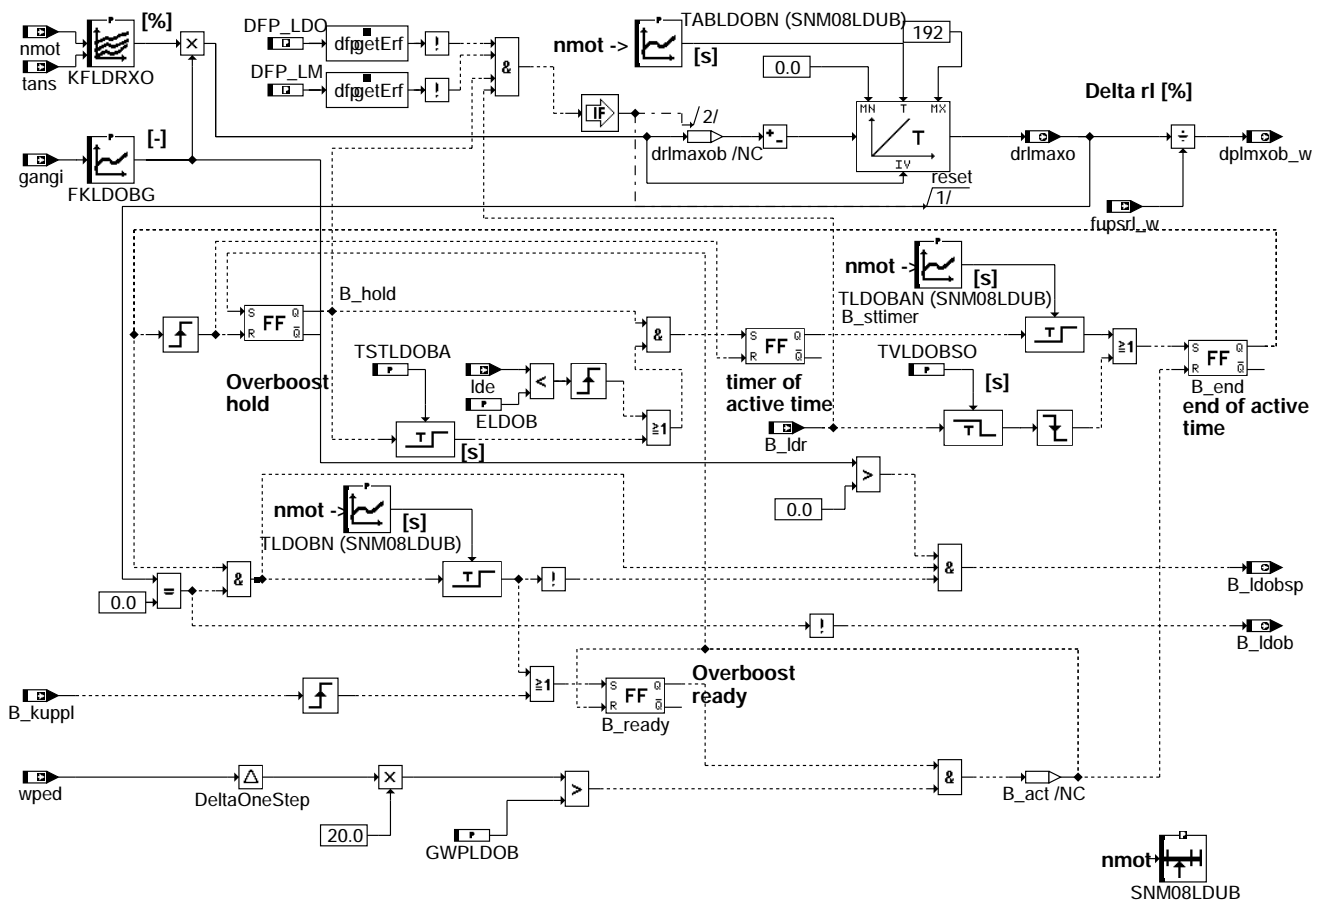 nmot
tans
KFLDRXO
[%]
×
DFP_LDO
dfpgetErf
!
DFP_LM
dfpgetErf
!
&
nmot ->
TABLDOBN (SNM08LDUB)
[s]
192
0.0
MN T MX
T
IV
IF
/2/
drlmaxob /NC
Delta rl [%]
drlmaxo
÷
dplmxob_w
reset
1/
fupsrl_w
gangi
FKLDOBG
[-]
S Q
R Q
FF
B_hold
Overboost
hold
TSTLDOBA
T
[s]
lde
ELDOB
<
≥1
&
S Q
R Q
FF
timer of
active time
B_ldr
nmot ->
[s]
TLDOBAN (SNM08LDUB)
B_sttimer
T
TVLDOBSO
[s]
T
≥1
S Q
R Q
FF
B_end
end of active
time
>
0.0
nmot ->
[s]
TLDOBN (SNM08LDUB)
T
&
=
0.0
!
&
B_ldobsp
!
B_ldob
B_kuppl
≥1
S Q
R Q
FF
B_ready
Overboost
ready
wped
DeltaOneStep
×
20.0
>
GWPLDOB
&
B_act /NC
nmot
SNM08LDUB